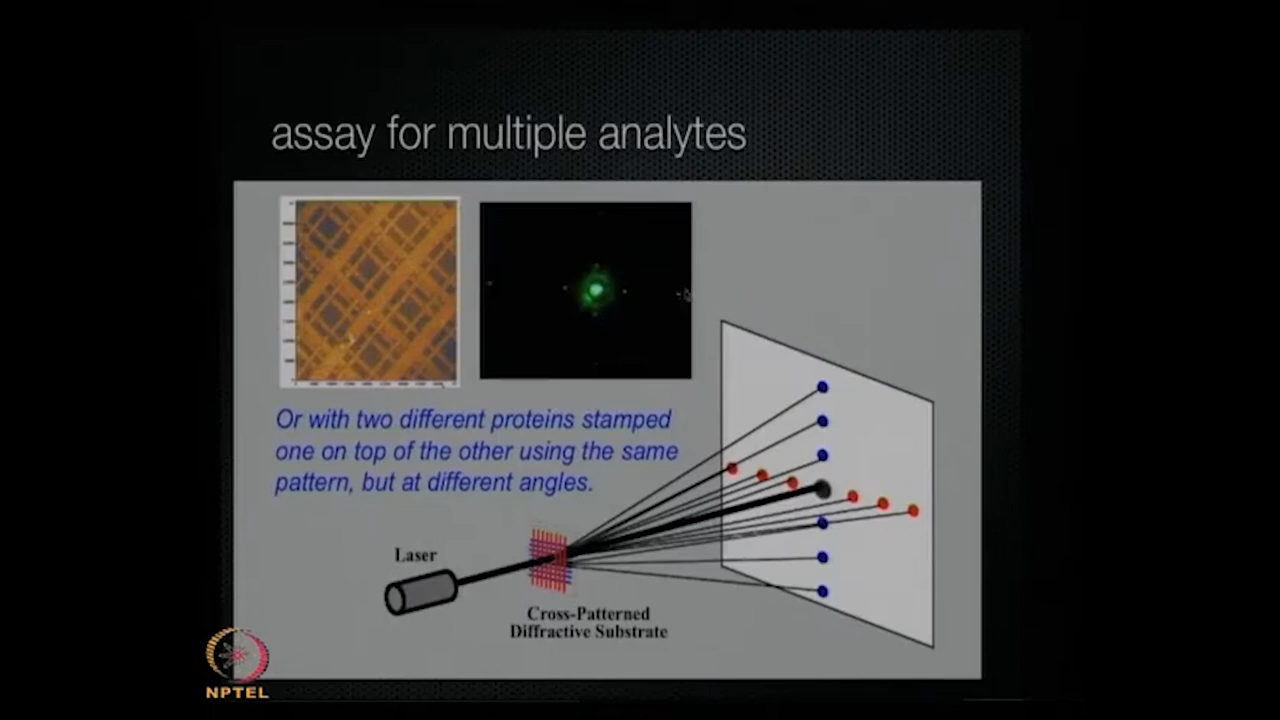 assay for multiple analytes
Or with two different proteins stamped
one on top of the other using the same
pattern, but at different angles.
Laser
Cross-Patterned
Diffractive Substrate
NPTEL